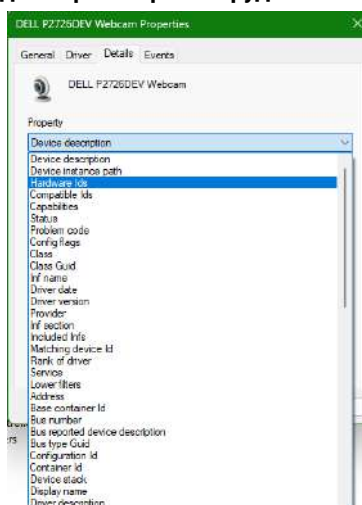 DELL P2726DEV Webcam Properties
General Driver Details Events
DELL P2726DEV Webcam
Property
Device description
Device description
Device instance path
Hardware Ids
Compatible Ids
Capabilities
Status
Problem code
Config flags
Class
Class Guid
Inf name
Driver date
Driver version
Provider
Inf section
Included Infs
Matching device Id
Rank of driver
Service
Lower filters
Address
Base container Id
Bus number
Bus reported device description
Bus type Guid
Configuration Id
Container Id
Device stack
Display name
Driver description